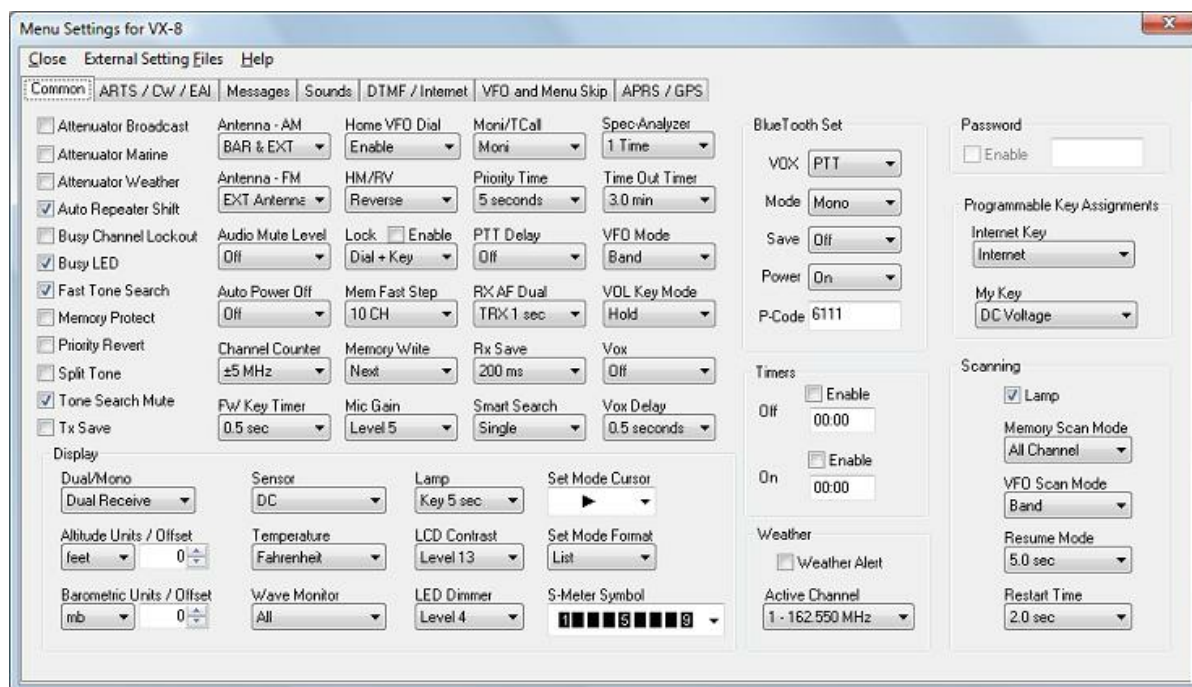 Menu Settings for VX-8
x
Close External Setting Files Help
Common ARTS / CW / EAI Messages Sounds DTMF / Internet VFO and Menu Skip APRS / GPS
Attenuator Broadcast
Attenuator Marine
Attenuator Weather
Auto Repeater Shift
Busy Channel Lockout
Busy LED
Fast Tone Search
Memory Protect
Priority Revert
Split Tone
Tone Search Mute
Tx Save
Antenna - AM
BAR & EXT
Antenna - FM
EXT Antenna
Audio Mute Level
Off
Auto Power Off
Off
Channel Counter
±5 MHz
FW Key Timer
0.5 sec
Home VFO Dial
Enable
HM/RV
Reverse
Lock Enable
Dial + Key
Mem Fast Step
10 CH
Memory Write
Next
Mic Gain
Level 5
Moni/TCall
Moni
Priority Time
5 seconds
PTT Delay
Off
RX AF Dual
TRX 1 sec
Rx Save
200 ms
Smart Search
Single
Spec-Analyzer
1 Time
Time Out Timer
3.0 min
VFO Mode
Band
VOL Key Mode
Hold
Vox
Off
Vox Delay
0.5 seconds
Display
Dual/Mono
Dual Receive
Altitude Units / Offset
feet 0
Barometric Units / Offset
mb 0
Sensor
DC
Temperature
Fahrenheit
Wave Monitor
All
Lamp
Key 5 sec
LCD Contrast
Level 13
LED Dimmer
Level 4
Set Mode Cursor
Set Mode Format
List
S-Meter Symbol
1 5 9
BlueTooth Set
VOX PTT
Mode Mono
Save Off
Power On
P-Code 6111
Timers
Enable
Off 00:00
Enable
On 00:00
Weather
Weather Alert
Active Channel
1 - 162.550 MHz
Password
Enable
Programmable Key Assignments
Internet Key
Internet
My Key
DC Voltage
Scanning
Lamp
Memory Scan Mode
All Channel
VFO Scan Mode
Band
Resume Mode
5.0 sec
Restart Time
2.0 sec